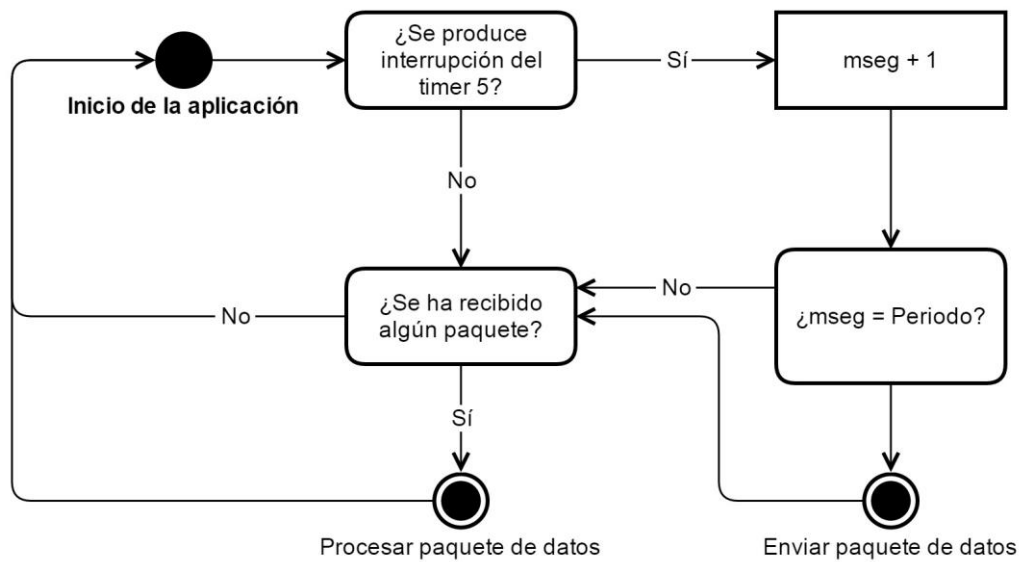 ¿Se produce
interrupción del
timer 5?
Sí
mseg + 1
Inicio de la aplicación
No
¿Se ha recibido
algún paquete?
No
¿mseg = Periodo?
No
Sí
Procesar paquete de datos
Enviar paquete de datos